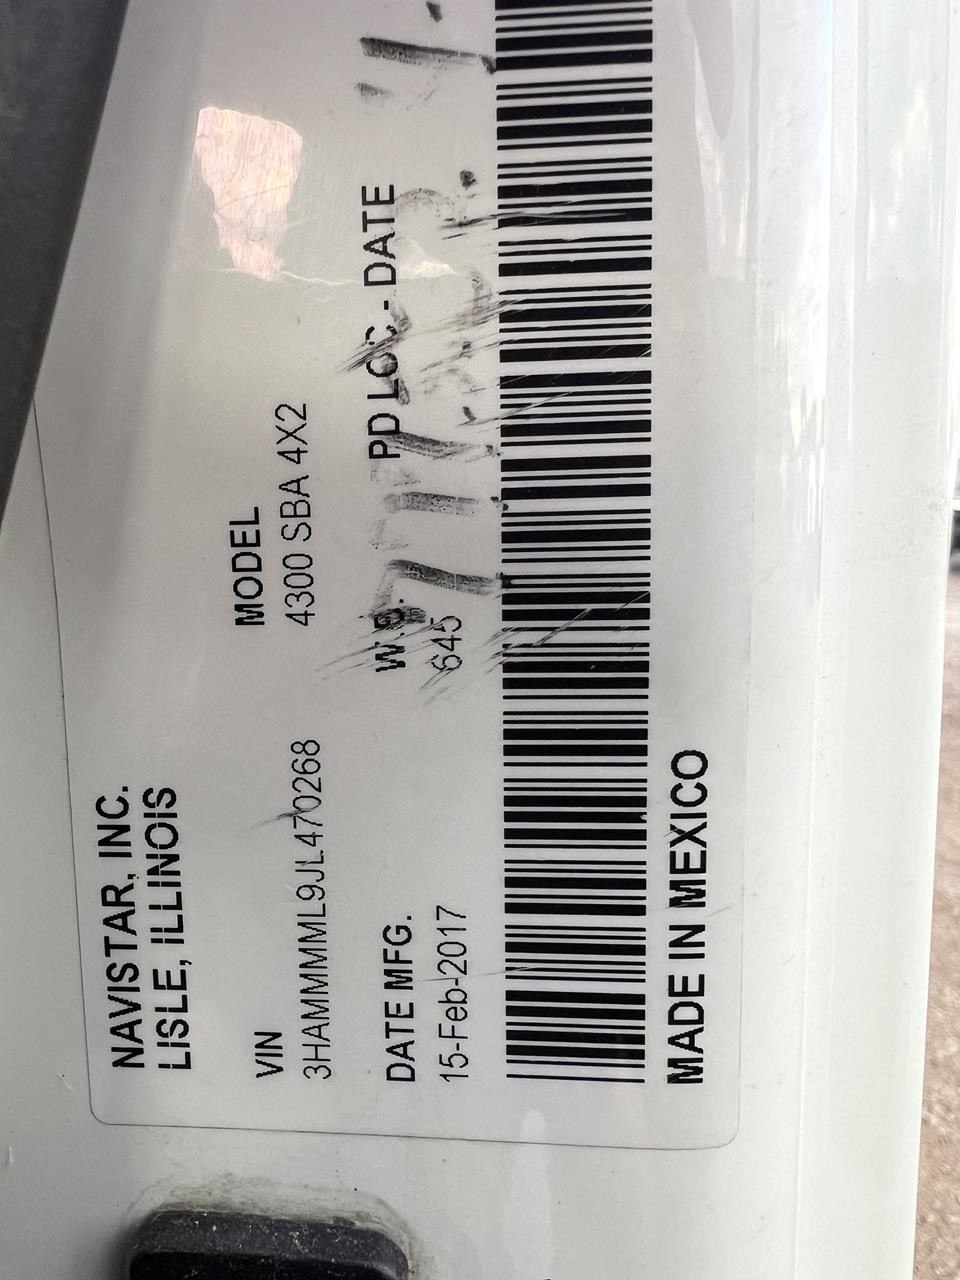 NAVISTAR, INC.
LISLE, ILLINOIS
VIN
3HAMMMML9JL470268
MODEL
4300 SBA 4X2
DATE MFG.
15-Feb-2017
W.B.
645
PD LOC - DATE
MADE IN MEXICO